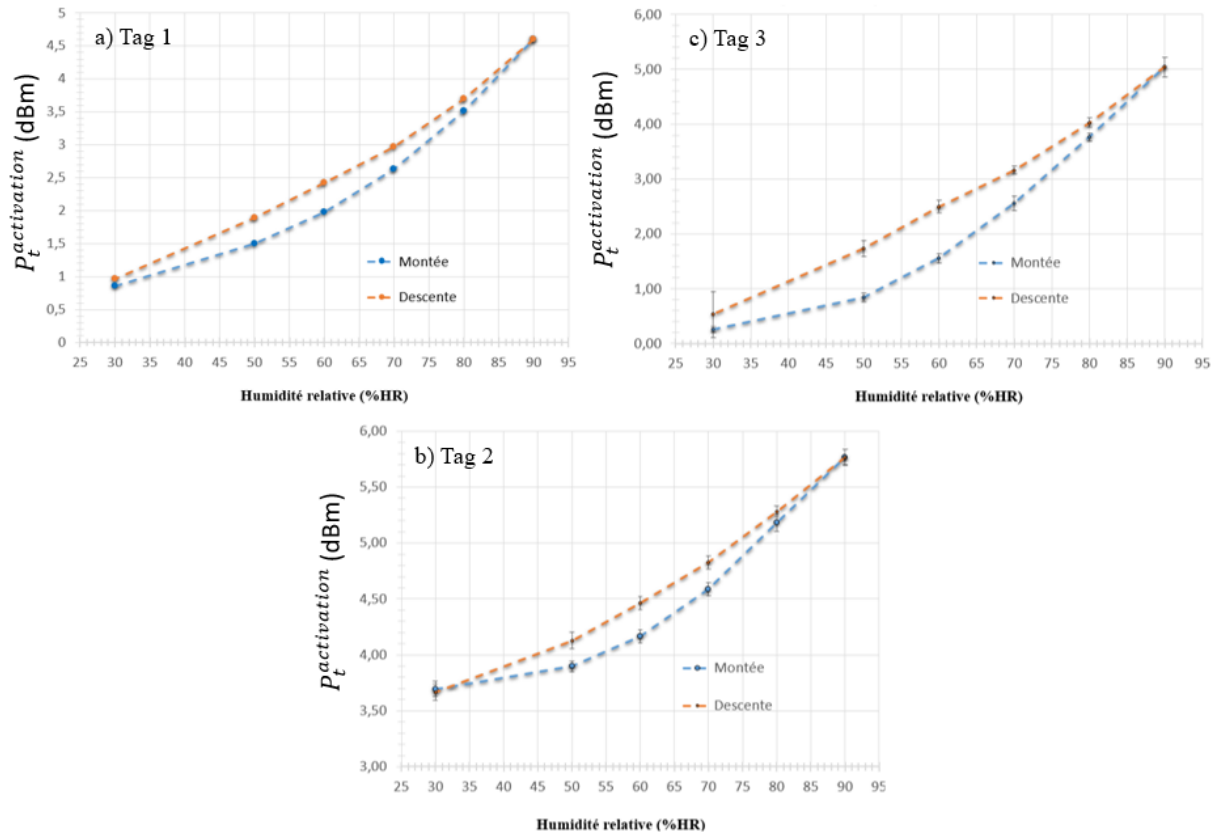 a) Tag 1
P_t^activation (dBm)
5
4,5
4
3,5
3
2,5
2
1,5
1
0,5
0
Montée
Descente
25 30 35 40 45 50 55 60 65 70 75 80 85 90 95
Humidité relative (%HR)
c) Tag 3
P_t^activation (dBm)
6,00
5,00
4,00
3,00
2,00
1,00
0,00
Montée
Descente
25 30 35 40 45 50 55 60 65 70 75 80 85 90 95
Humidité relative (%HR)
b) Tag 2
P_t^activation (dBm)
6,00
5,50
5,00
4,50
4,00
3,50
3,00
Montée
Descente
25 30 35 40 45 50 55 60 65 70 75 80 85 90 95
Humidité relative (%HR)